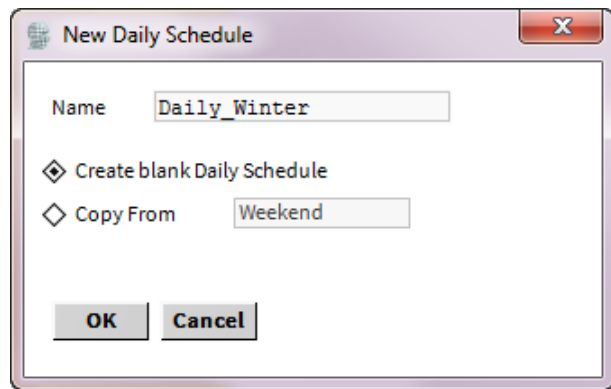 New Daily Schedule
Name Daily_Winter
Create blank Daily Schedule
Copy From Weekend
OK Cancel